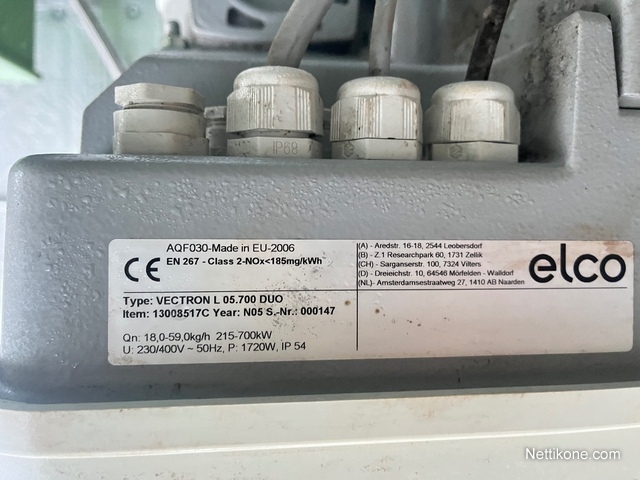 IP68
AQF030-Made in EU-2006
EN 267 - Class 2-NOx<185mg/kWh
CE
Type: VECTRON L 05.700 DUO
Item: 13008517C Year: N05 S.-Nr.: 000147
Qn: 18,0-59,0kg/h 215-700kW
U: 230/400V ~ 50Hz, P: 1720W, IP 54
(A) - Aredstr. 16-18, 2544 Leobersdorf
(B) - Z.1 Researchpark 60, 1731 Zellik
(CH) - Sarganserstr. 100, 7324 Vilters
(D) - Dreieichstr. 10, 64546 Mörfelden - Walldorf
(NL)- Amsterdamsestraatweg 27, 1410 AB Naarden
elco
Nettikone.com